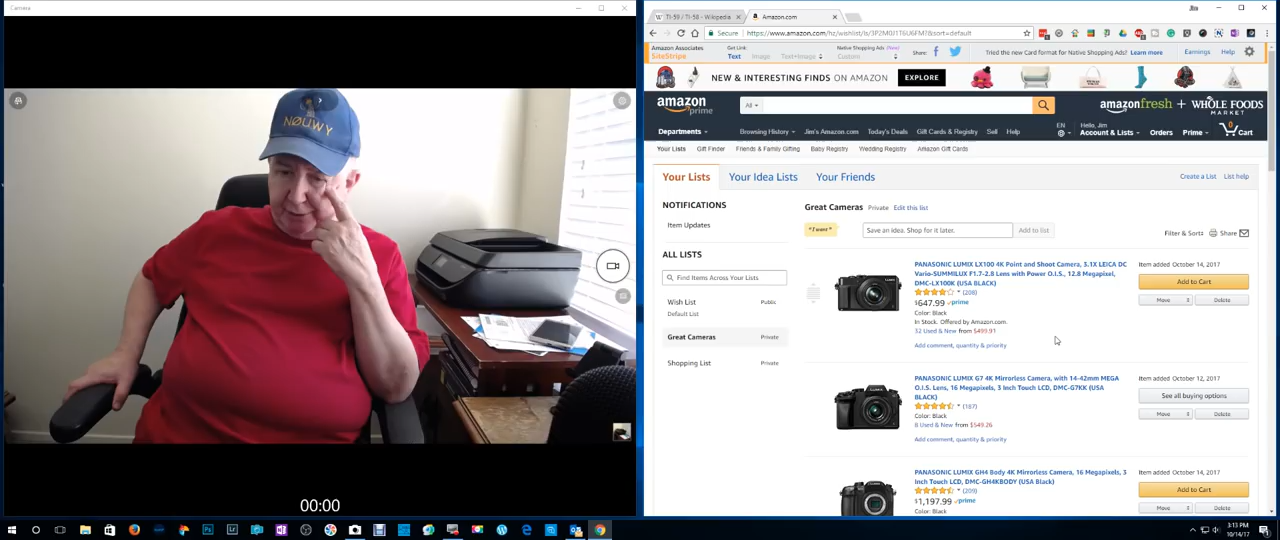 Camera
NØUWY
00:00
Jim
TI-59 / TI-58 - Wikipedia
Amazon.com
Secure
https://www.amazon.com/hz/wishlist/ls/3P2M0J1T6U6FM?&sort=default
Amazon Associates
SiteStripe
Get Link:
Text Image Text+Image
Native Shopping Ads (New)
Custom
Share:
Tried the new Card format for Native Shopping Ads? Learn more
Earnings Help
NEW & INTERESTING FINDS ON AMAZON EXPLORE
amazon prime
All
amazonfresh + WHOLE FOODS MARKET
Departments
Browsing History Jim's Amazon.com Today's Deals Gift Cards & Registry Sell Help
EN
Hello, Jim
Account & Lists Orders Prime 0 Cart
Your Lists Gift Finder Friends & Family Gifting Baby Registry Wedding Registry Amazon Gift Cards
Your Lists Your Idea Lists Your Friends
Create a List List help
NOTIFICATIONS
Item Updates
ALL LISTS
Find Items Across Your Lists
Wish List Public
Default List
Great Cameras Private
Shopping List Private
Great Cameras Private Edit this list
"I want"
Save an idea. Shop for it later.
Add to list
Filter & Sort Share
PANASONIC LUMIX LX100 4K Point and Shoot Camera, 3.1X LEICA DC
Vario-SUMMILUX F1.7-2.8 Lens with Power O.I.S., 12.8 Megapixel,
DMC-LX100K (USA BLACK)
(208)
$647.99 prime
Color: Black
In Stock. Offered by Amazon.com.
32 Used & New from $499.91
Add comment, quantity & priority
Item added October 14, 2017
Add to Cart
Move Delete
PANASONIC LUMIX G7 4K Mirrorless Camera, with 14-42mm MEGA
O.I.S. Lens, 16 Megapixels, 3 Inch Touch LCD, DMC-G7KK (USA
BLACK)
(187)
Color: Black
8 Used & New from $549.26
Add comment, quantity & priority
Item added October 12, 2017
See all buying options
Move Delete
PANASONIC LUMIX GH4 Body 4K Mirrorless Camera, 16 Megapixels, 3
Inch Touch LCD, DMC-GH4KBODY (USA Black)
(209)
$1,197.99 prime
Color: Black
Item added October 14, 2017
Add to Cart
Move Delete
3:13 PM
10/14/17